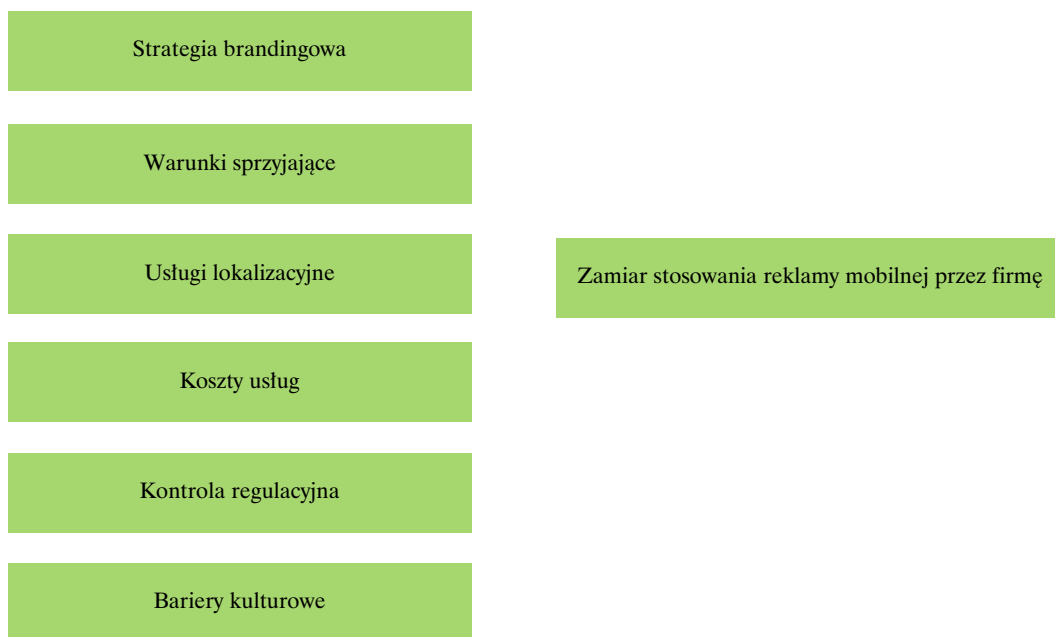 Strategia brandingowa
Warunki sprzyjające
Usługi lokalizacyjne
Zamiar stosowania reklamy mobilnej przez firmę
Koszty usług
Kontrola regulacyjna
Bariery kulturowe